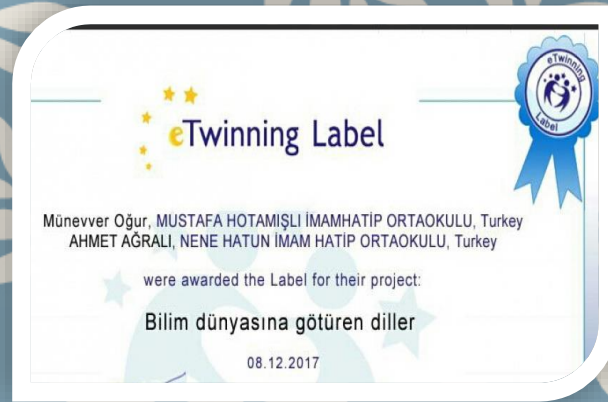 eTwinning Label
eTwinning
Label
Münevver Oğur, MUSTAFA HOTAMIŞLI İMAMHATİP ORTAOKULU, Turkey
AHMET AĞRALI, NENE HATUN İMAM HATİP ORTAOKULU, Turkey
were awarded the Label for their project:
Bilim dünyasına götüren diller
08.12.2017